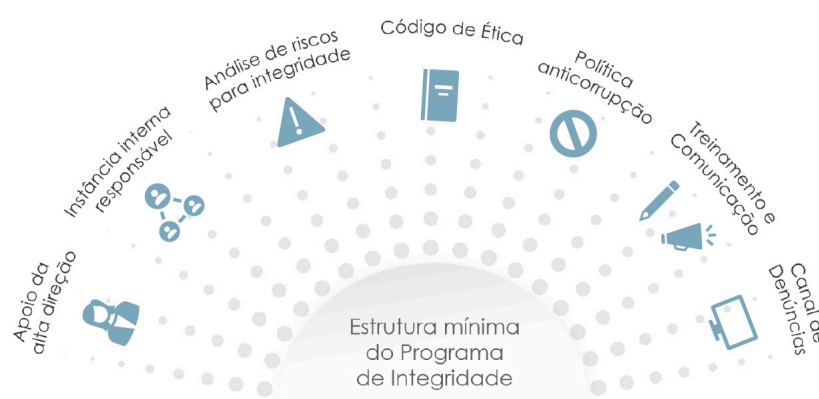 Apoio da
alta direção
Instância interna
responsável
Análise de riscos
para integridade
Código de Ética
Política
anticorrupção
Treinamento e
Comunicação
Canal de
Denúncias
Estrutura mínima
do Programa
de Integridade